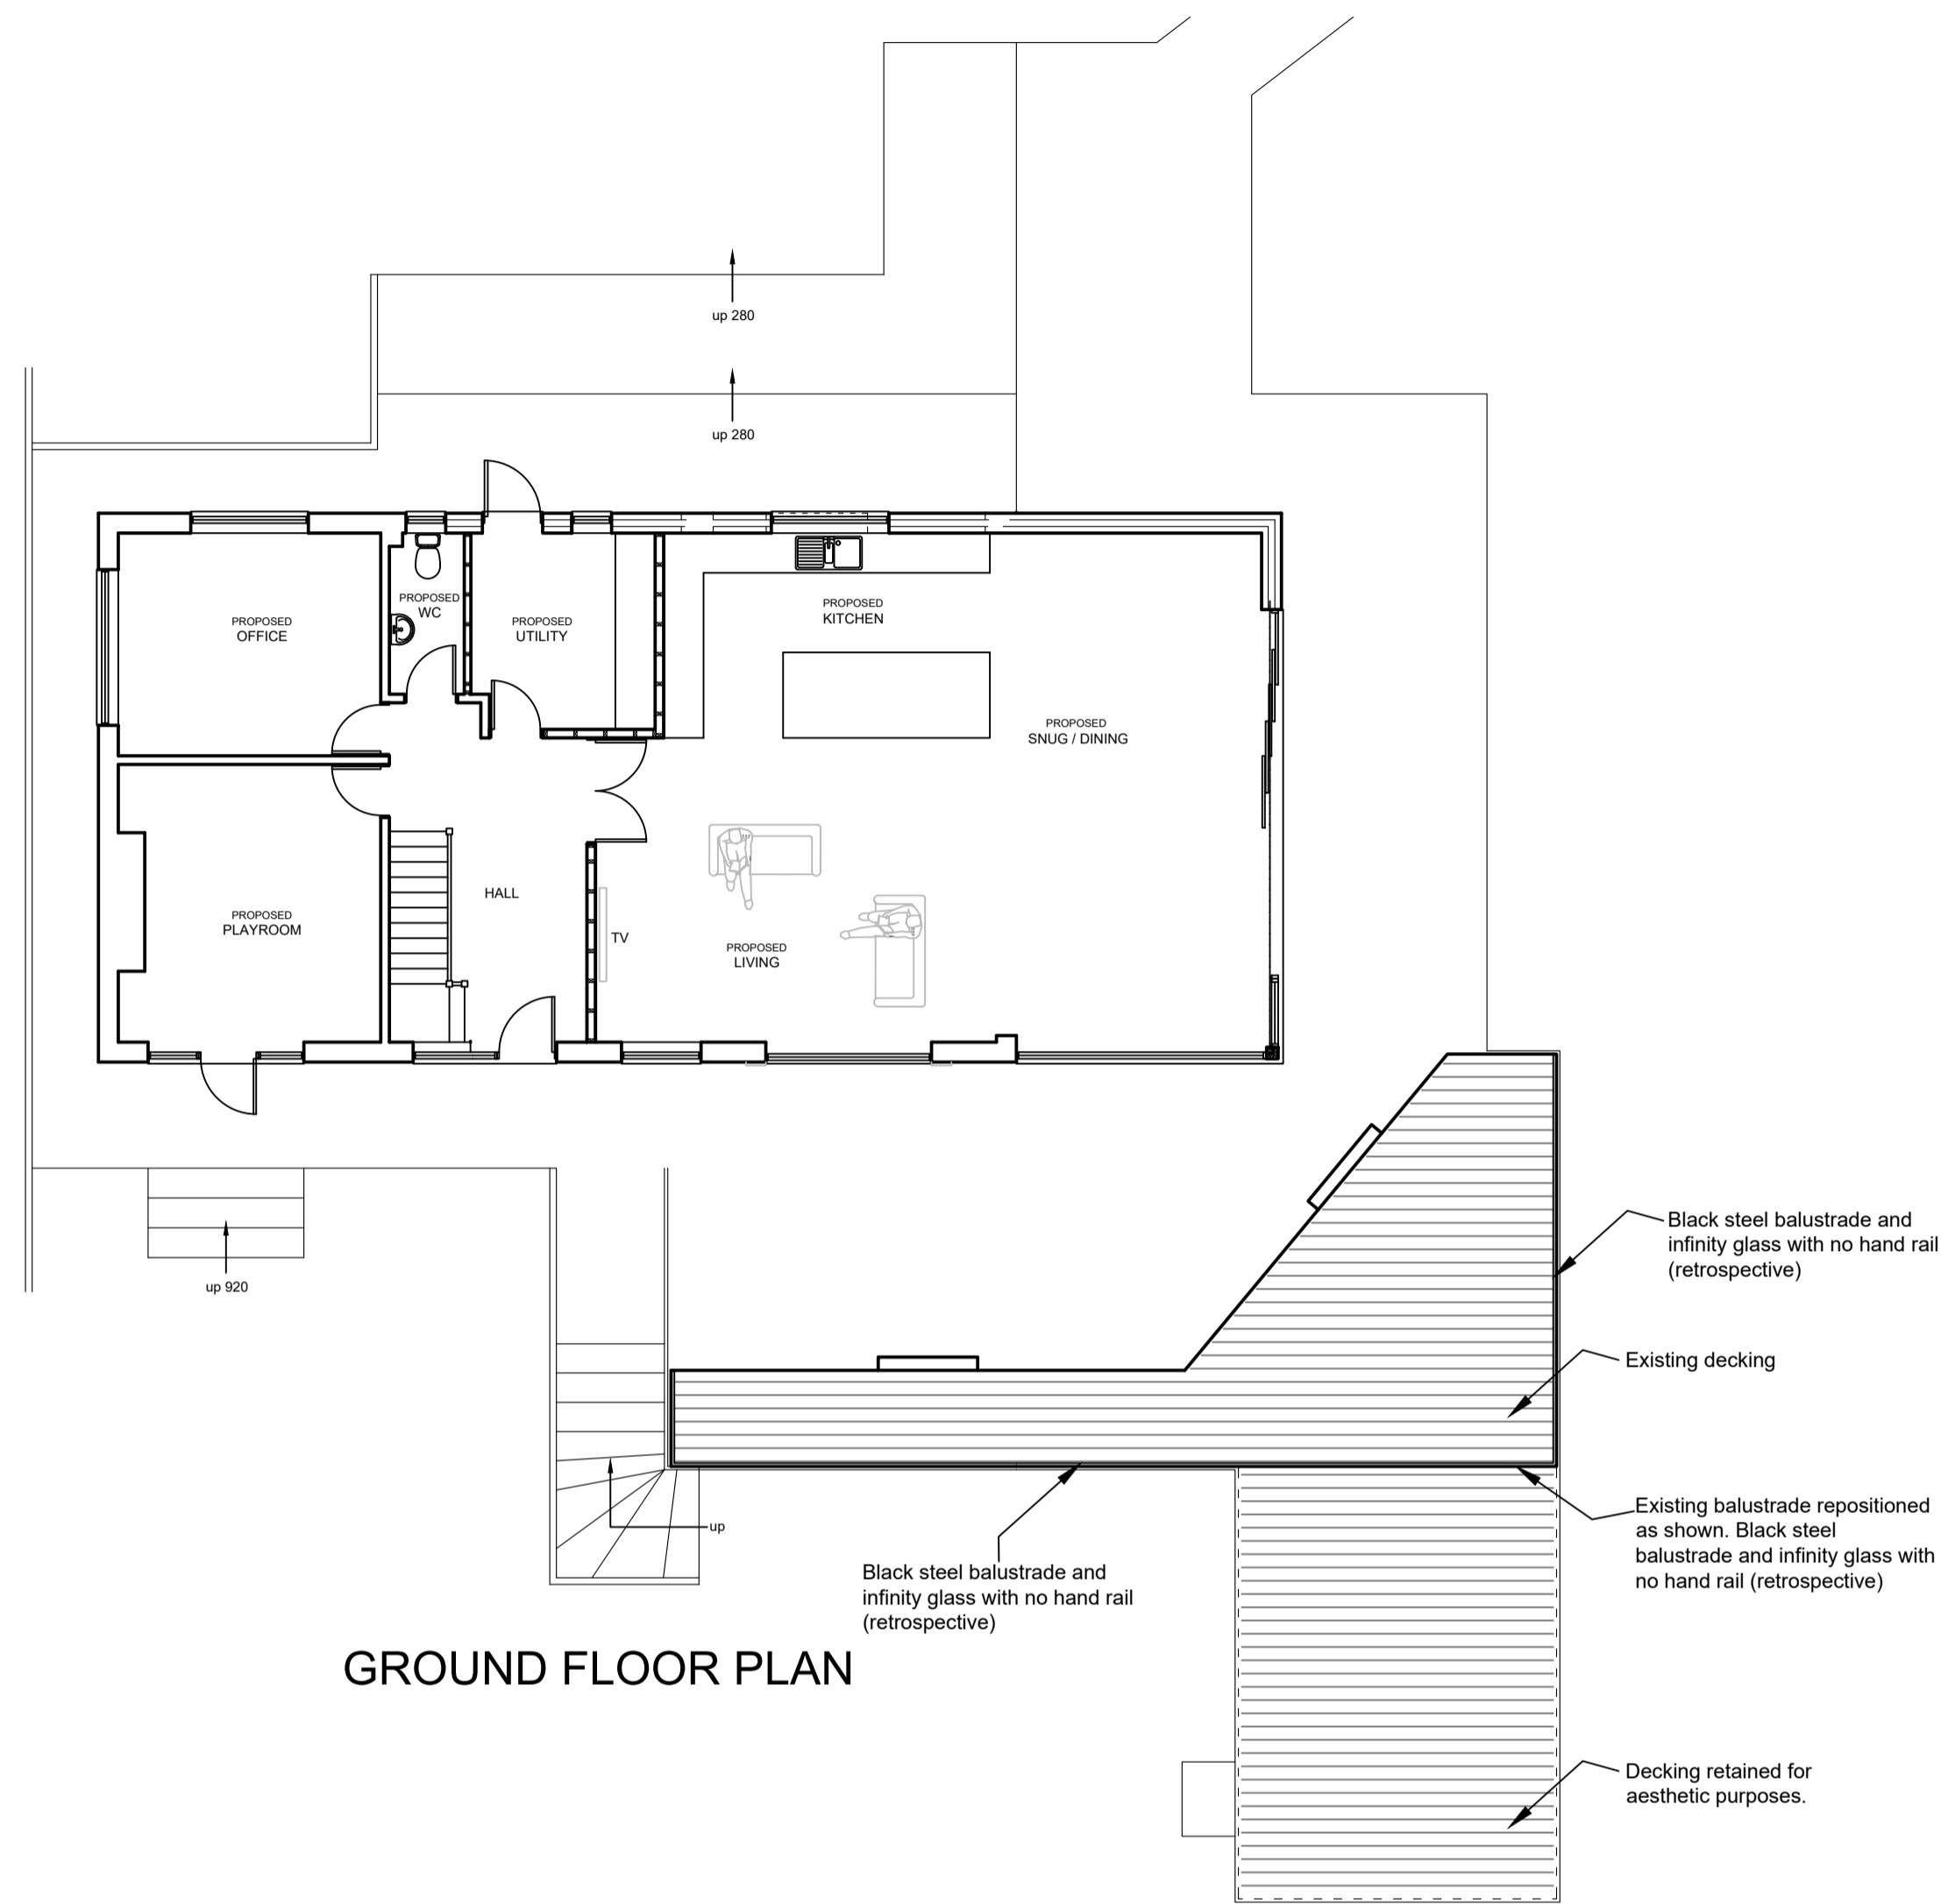 up 280
up 280
PROPOSED
OFFICE
PROPOSED
WC
PROPOSED
UTILITY
PROPOSED
KITCHEN
PROPOSED
SNUG / DINING
PROPOSED
PLAYROOM
HALL
TV
PROPOSED
LIVING
up 920
up
Black steel balustrade and
infinity glass with no hand rail
(retrospective)
Existing decking
Existing balustrade repositioned
as shown. Black steel
balustrade and infinity glass with
no hand rail (retrospective)
Black steel balustrade and
infinity glass with no hand rail
(retrospective)
GROUND FLOOR PLAN
Decking retained for
aesthetic purposes.